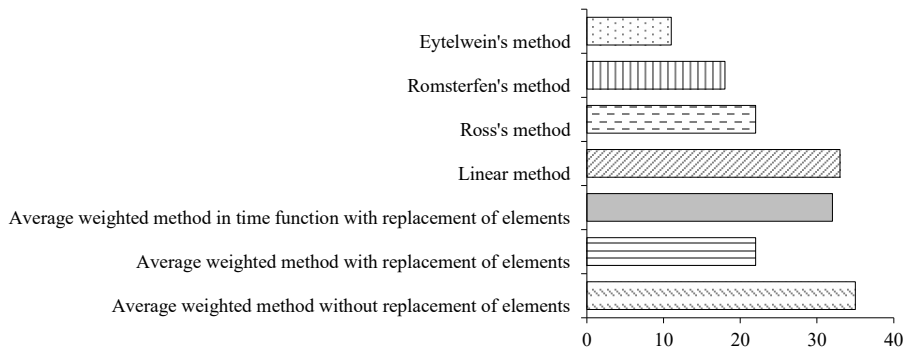 Eytelwein's method
Romsterfen's method
Ross's method
Linear method
Average weighted method in time function with replacement of elements
Average weighted method with replacement of elements
Average weighted method without replacement of elements
0 10 20 30 40